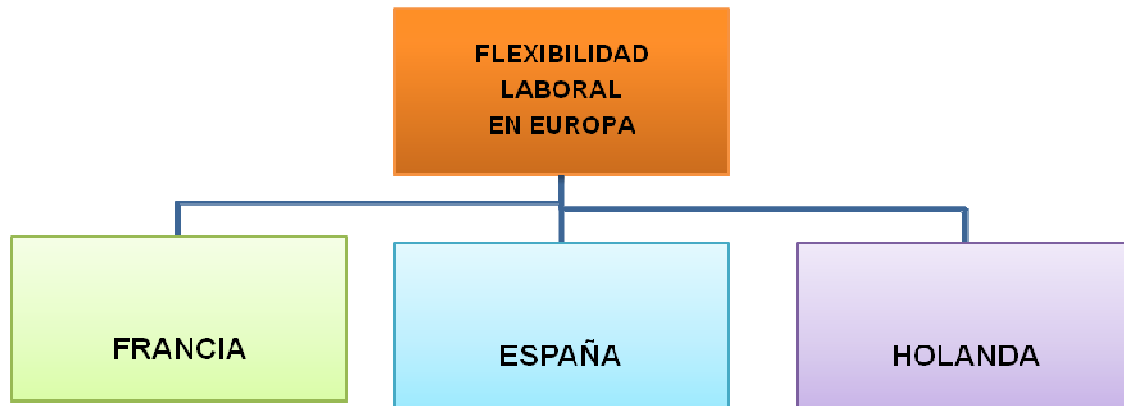 FLEXIBILIDAD
LABORAL
EN EUROPA
FRANCIA
ESPAÑA
HOLANDA